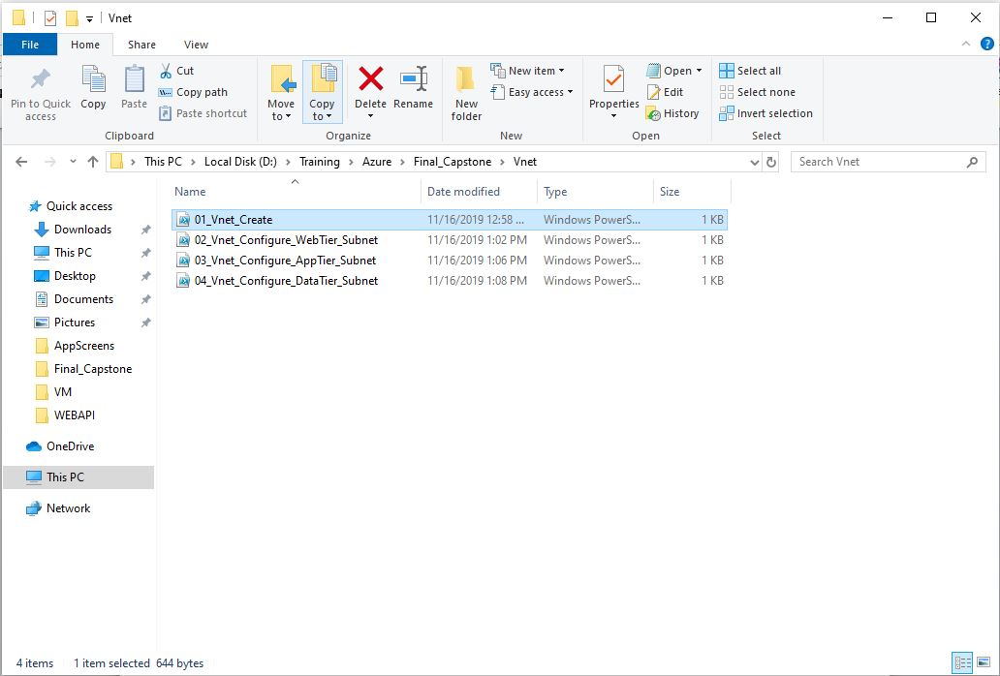 Vnet
File Home Share View
Pin to Quick access
Copy
Paste
Cut
Copy path
Paste shortcut
Clipboard
Move to
Copy to
Delete
Rename
Organize
New folder
New item
Easy access
New
Properties
Open
Edit
History
Open
Select all
Select none
Invert selection
Select
This PC > Local Disk (D:) > Training > Azure > Final_Capstone > Vnet
Search Vnet
Quick access
Downloads
This PC
Desktop
Documents
Pictures
AppScreens
Final_Capstone
VM
WEBAPI
OneDrive
This PC
Network
Name Date modified Type Size
01_Vnet_Create 11/16/2019 12:58 ... Windows PowerS... 1 KB
02_Vnet_Configure_WebTier_Subnet 11/16/2019 1:02 PM Windows PowerS... 1 KB
03_Vnet_Configure_AppTier_Subnet 11/16/2019 1:06 PM Windows PowerS... 1 KB
04_Vnet_Configure_DataTier_Subnet 11/16/2019 1:08 PM Windows PowerS... 1 KB
4 items 1 item selected 644 bytes